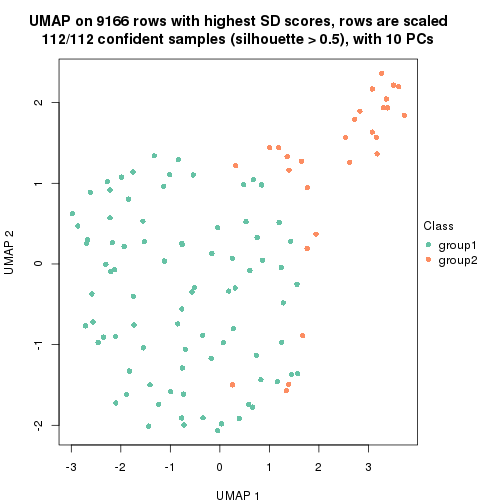 UMAP on 9166 rows with highest SD scores, rows are scaled
112/112 confident samples (silhouette > 0.5), with 10 PCs
2
1
0
-1
-2
UMAP 2
-3
-2
-1
0
1
2
3
UMAP 1
Class
group1
group2